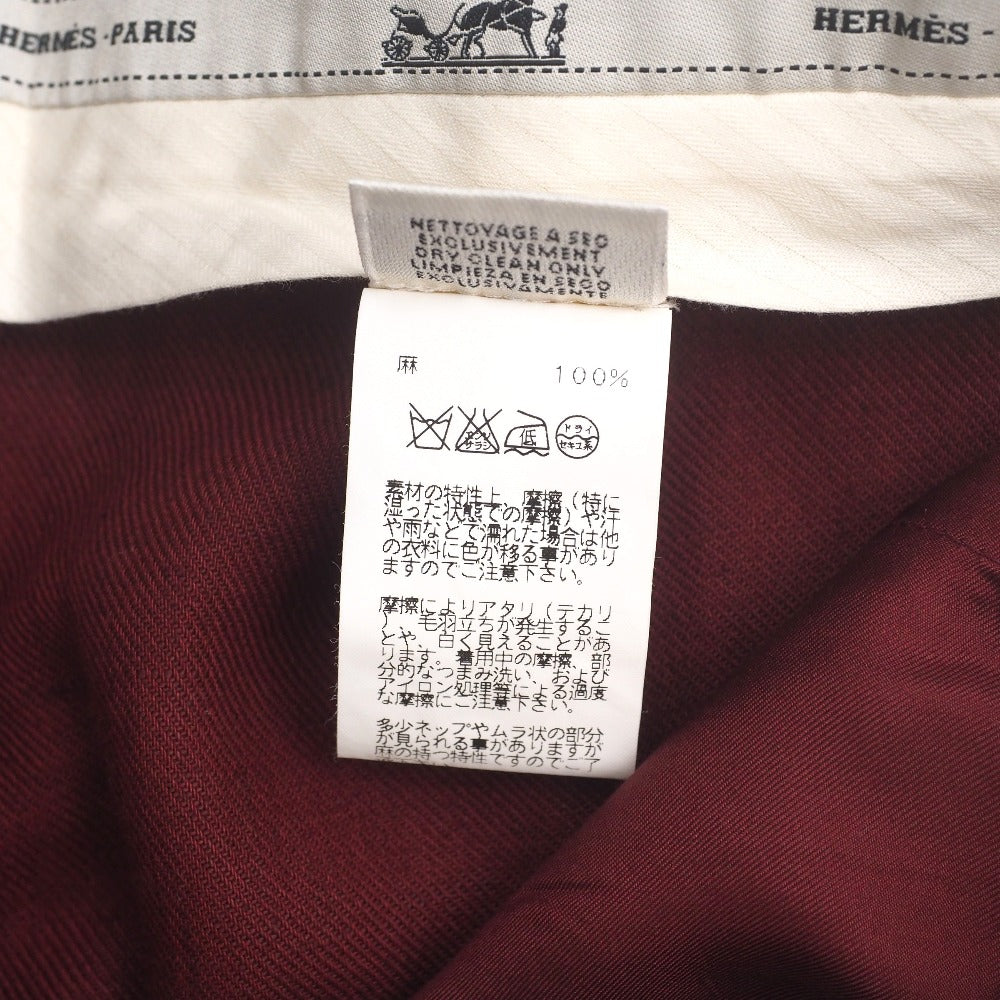 HERMÈS-PARIS
HERMÈS -
NETTOYAGE A SEC
EXCLUSIVEMENT
DRY CLEAN ONLY
LIMPIEZA EN SECO
EXCLUSIVAMENTE
麻 100%
エンソ サラシ 低 ドライ セキユ系
素材の特性上、摩擦(特に
湿った状態での摩擦)や汗
や雨などで濡れた場合は他
の衣料に色が移る事があり
ますのでご注意下さい。
摩擦によりアタリ(テカリ
)、毛羽立ちが発生するこ
とや、白く見えることがあ
ります。着用中の摩擦、部
分的なつまみ洗い、および
アイロン処理等による過度
な摩擦にご注意下さい。
多少ネップやムラ状の部分
が見られる事がありますが
麻の持つ特性ですのでご了